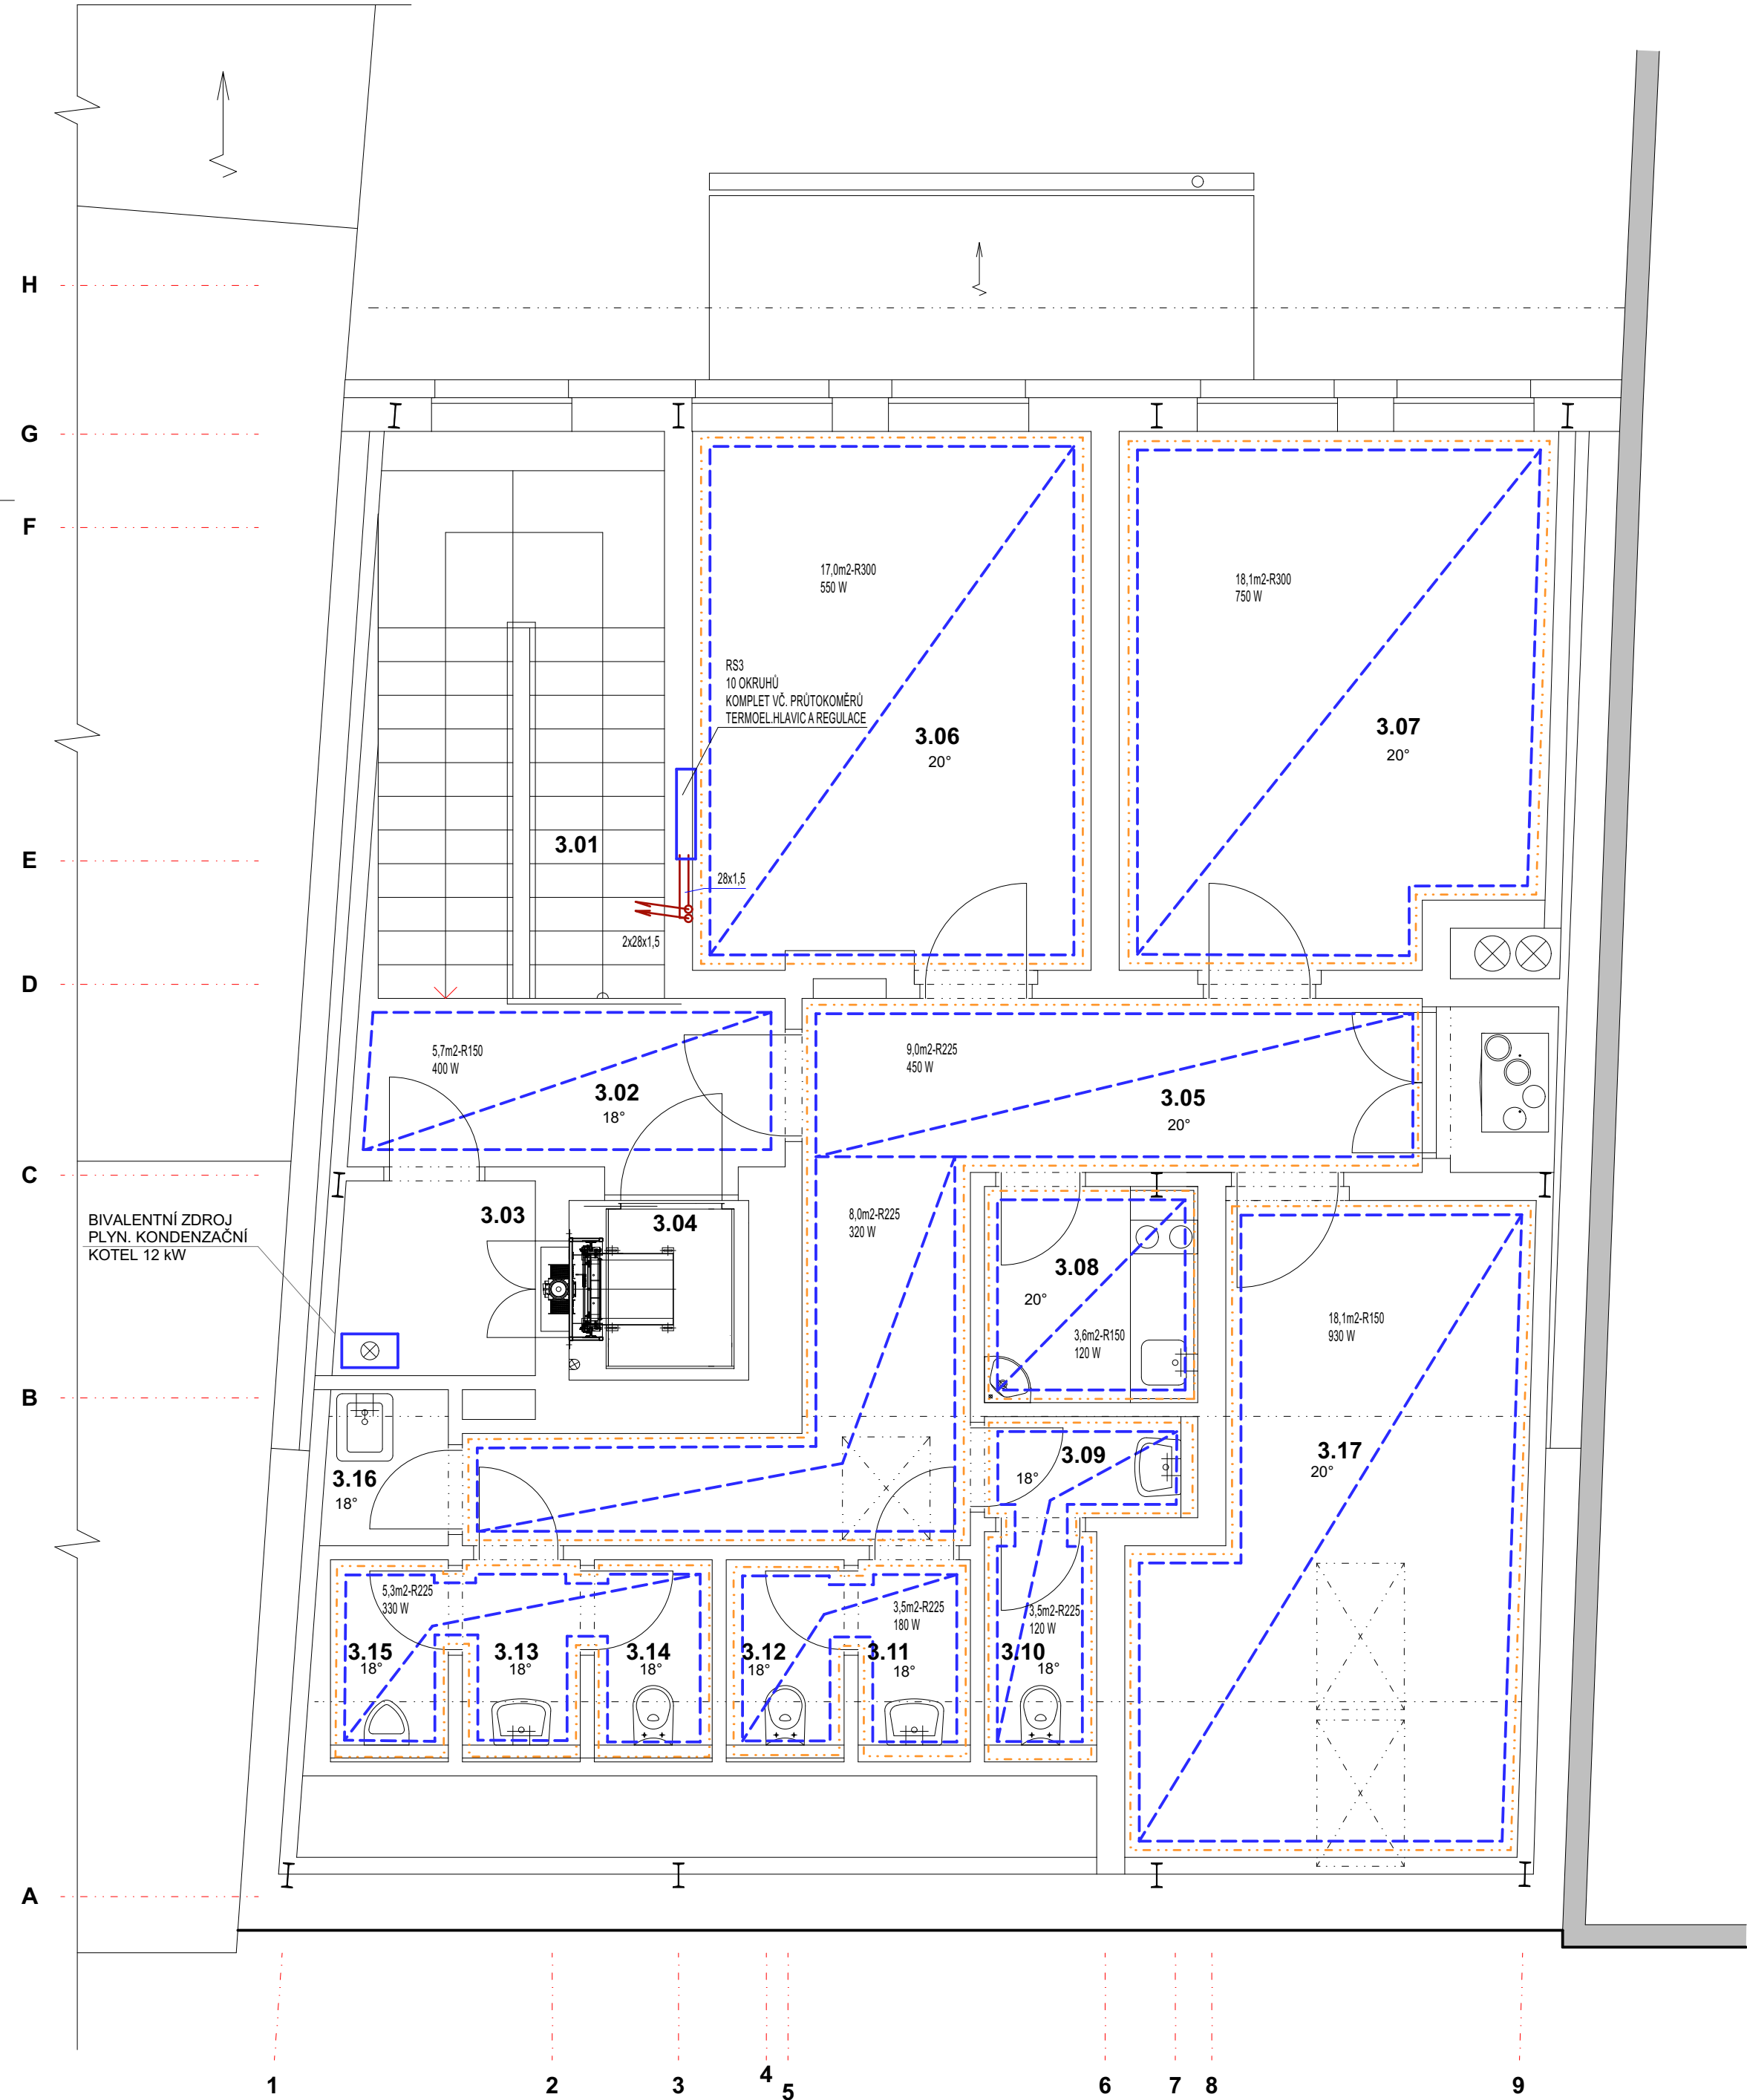 H
G
F
E
D
C
B
A
17,0m2-R300
550 W
18,1m2-R300
750 W
RS3
10 OKRUHŮ
KOMPLET VČ. PRŮTOKOMĚRŮ
TERMOEL.HLAVIC A REGULACE
3.06
20°
3.07
20°
3.01
28x1,5
2x28x1,5
5,7m2-R150
400 W
3.02
18°
9,0m2-R225
450 W
3.05
20°
BIVALENTNÍ ZDROJ
PLYN. KONDENZAČNÍ
KOTEL 12 kW
3.03
3.04
8,0m2-R225
320 W
3.08
20°
3,6m2-R150
120 W
18,1m2-R150
930 W
3.16
18°
3.09
18°
3.17
20°
5,3m2-R225
330 W
3.15
18°
3.13
18°
3.14
18°
3.12
18°
3,5m2-R225
180 W
3.11
18°
3,5m2-R225
120 W
3.10
18°
x
x
x
1
2
3
4
5
6
7
8
9